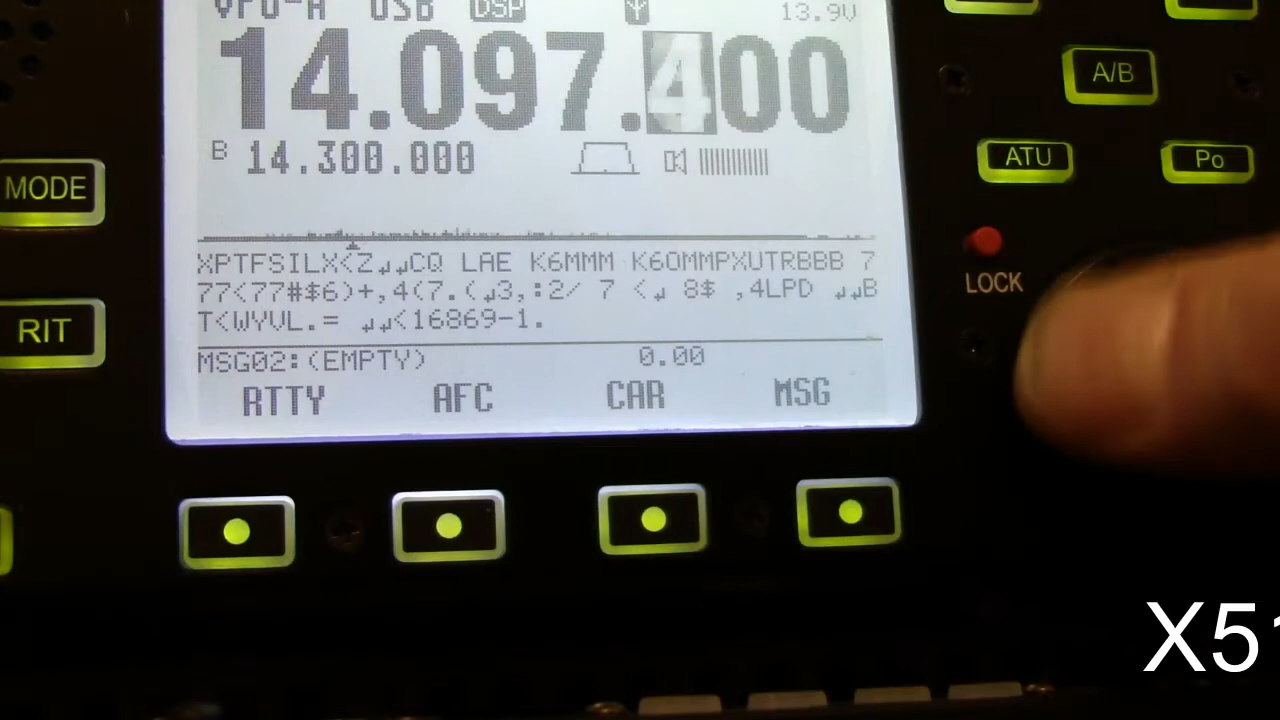 VFO-A USB DSP 13.9V
14.097.400
B 14.300.000
A/B
ATU Po
MODE
LOCK
RIT
XPTFSILX<Z↲↲CQ LAE K6MMM K6OMMPXUTRBBB 7
77<77#$6)+,4(7.(↲3,:2/ 7 <↲ 8$ ,4LPD ↲↲B
T<WYVL.= ↲↲<16869-1.
MSG02:(EMPTY) 0.00
RTTY AFC CAR MSG
X51